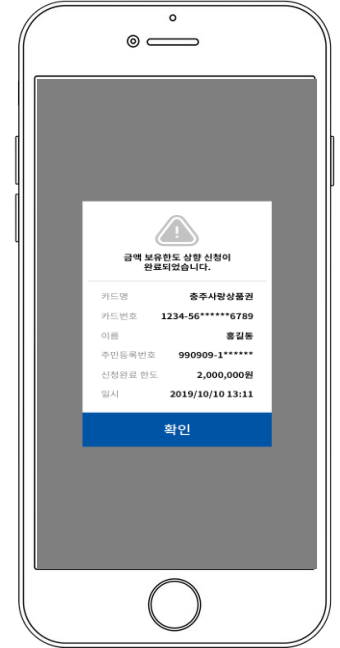 금액 보유한도 상향 신청이
완료되었습니다.
카드명 충주사랑상품권
카드번호 1234-56******6789
이름 홍길동
주민등록번호 990909-1******
신청완료 한도 2,000,000원
일시 2019/10/10 13:11
확인